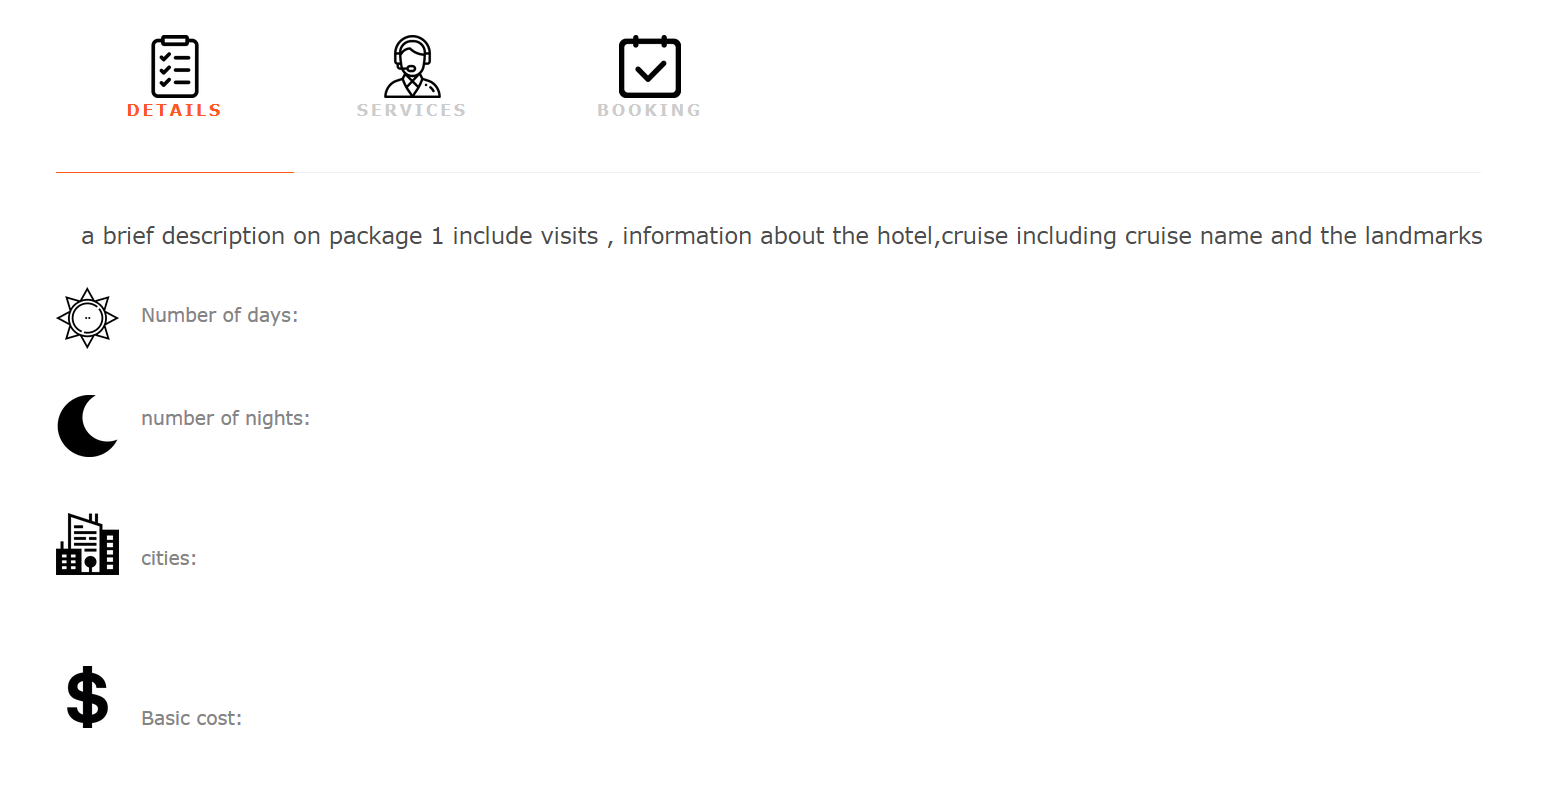 DETAILS SERVICES BOOKING
a brief description on package 1 include visits , information about the hotel,cruise including cruise name and the landmarks
Number of days:
number of nights:
cities:
$
Basic cost: